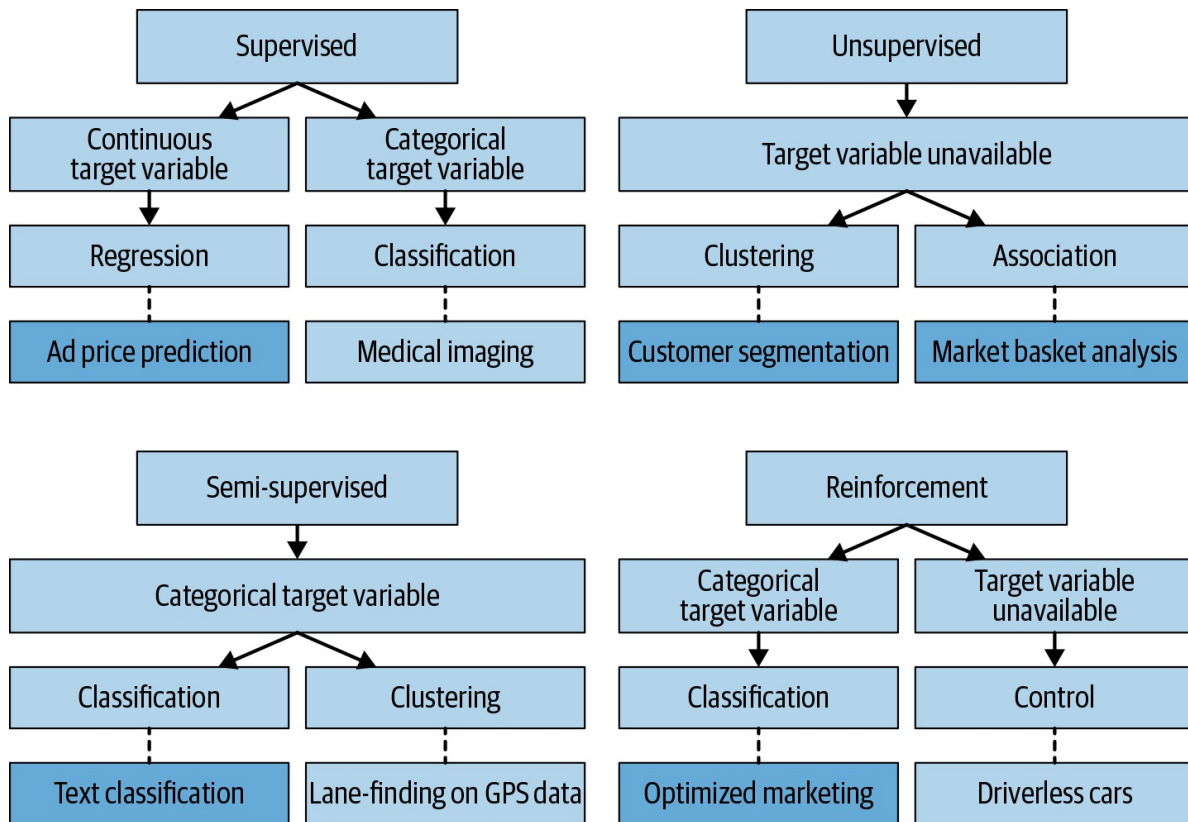 Supervised
Continuous
target variable
Categorical
target variable
Regression
Classification
Ad price prediction
Medical imaging
Unsupervised
Target variable unavailable
Clustering
Association
Customer segmentation
Market basket analysis
Semi-supervised
Categorical target variable
Classification
Clustering
Text classification
Lane-finding on GPS data
Reinforcement
Categorical
target variable
Target variable
unavailable
Classification
Control
Optimized marketing
Driverless cars